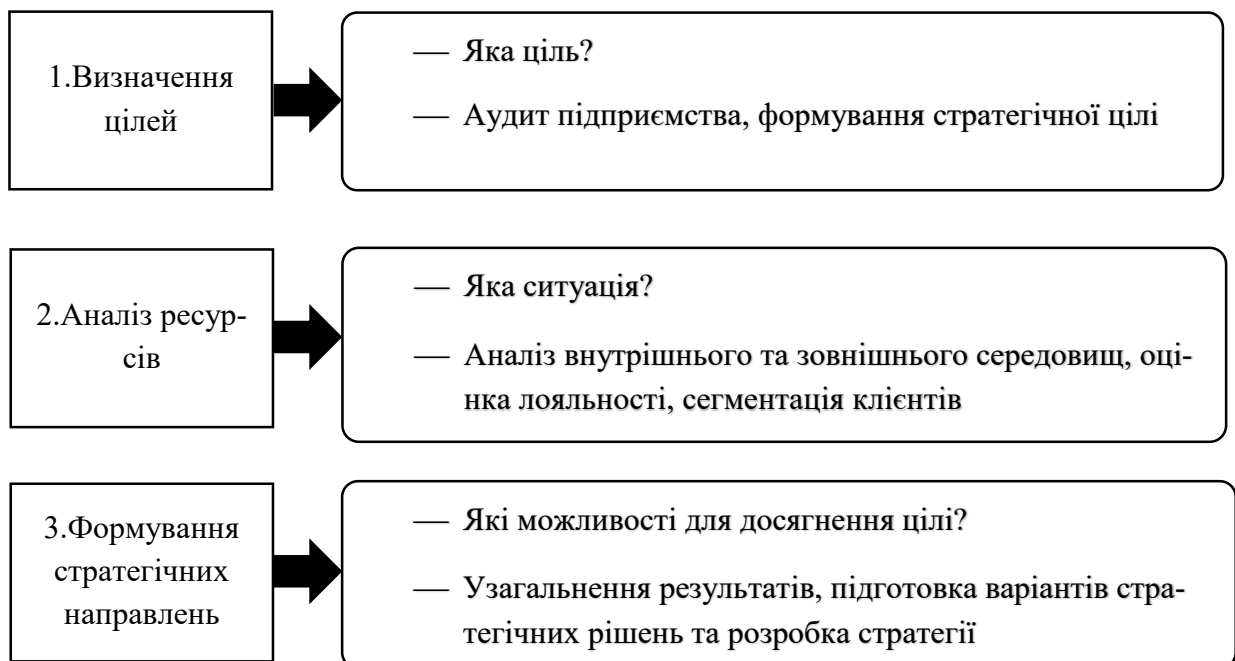 1.Визначення
цілей
— Яка ціль?
— Аудит підприємства, формування стратегічної цілі
2.Аналіз ресур-
сів
— Яка ситуація?
— Аналіз внутрішнього та зовнішнього середовищ, оці-
нка лояльності, сегментація клієнтів
3.Формування
стратегічних
направлень
— Які можливості для досягнення цілі?
— Узагальнення результатів, підготовка варіантів стра-
тегічних рішень та розробка стратегії